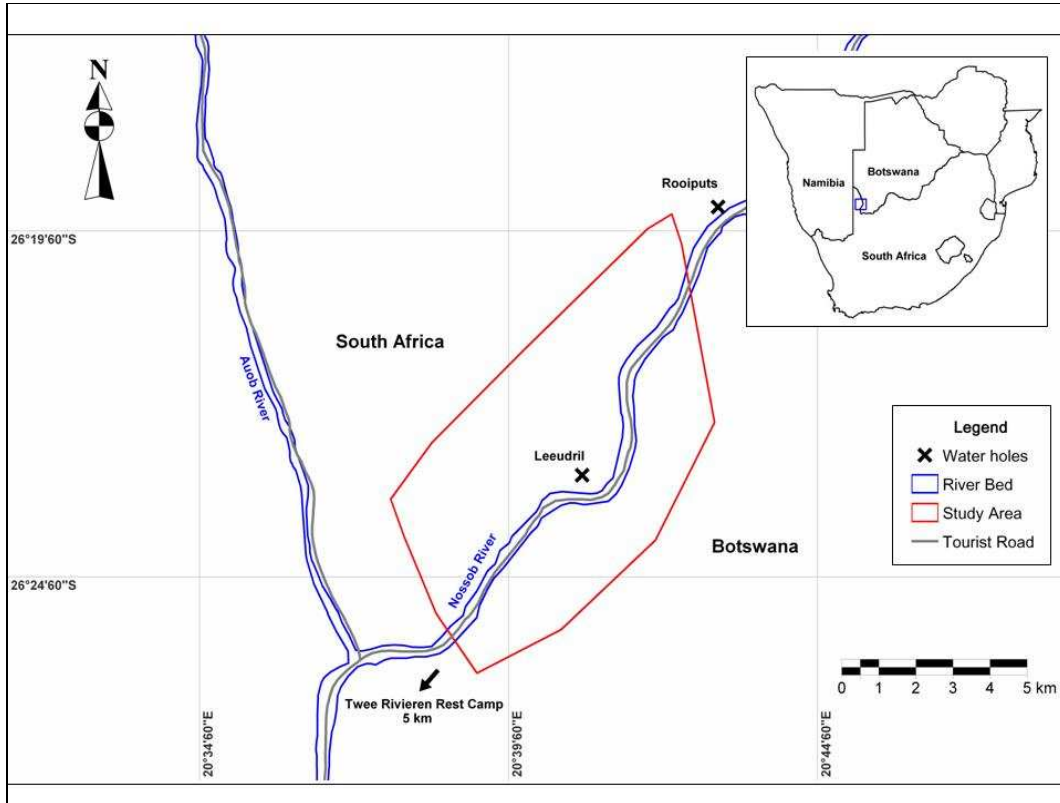 N
Rooiputs
Namibia
Botswana
South Africa
26°19'60"S
South Africa
Auob River
Leeudril
Legend
Water holes
River Bed
Study Area
Tourist Road
Botswana
Nossob River
26°24'60"S
0 1 2 3 4 5 km
Twee Rivieren Rest Camp
5 km
20°34'60"E
20°39'60"E
20°44'60"E